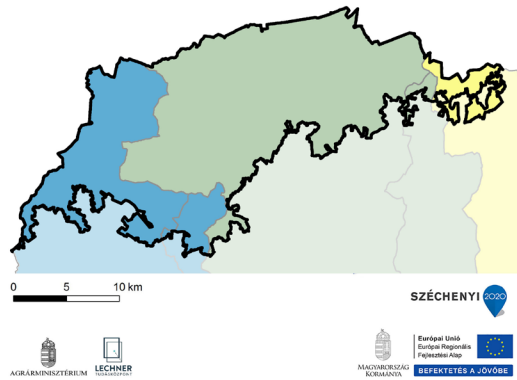 0 5 10 km
SZÉCHENYI 2020
AGRÁRMINISZTÉRIUM
LECHNER
TUDÁSKÖZPONT
MAGYARORSZÁG
KORMÁNYA
Európai Unió
Európai Regionális
Fejlesztési Alap
BEFEKTETÉS A JÖVŐBE